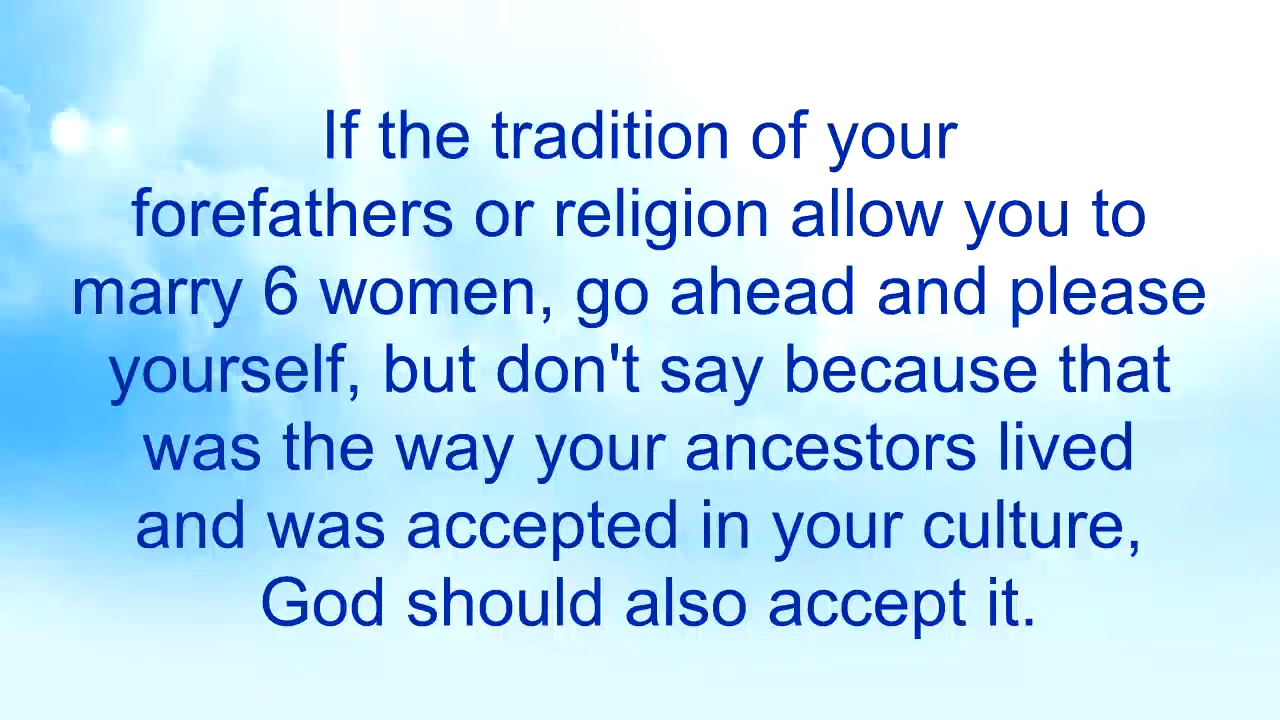 If the tradition of your
forefathers or religion allow you to
marry 6 women, go ahead and please
yourself, but don't say because that
was the way your ancestors lived
and was accepted in your culture,
God should also accept it.